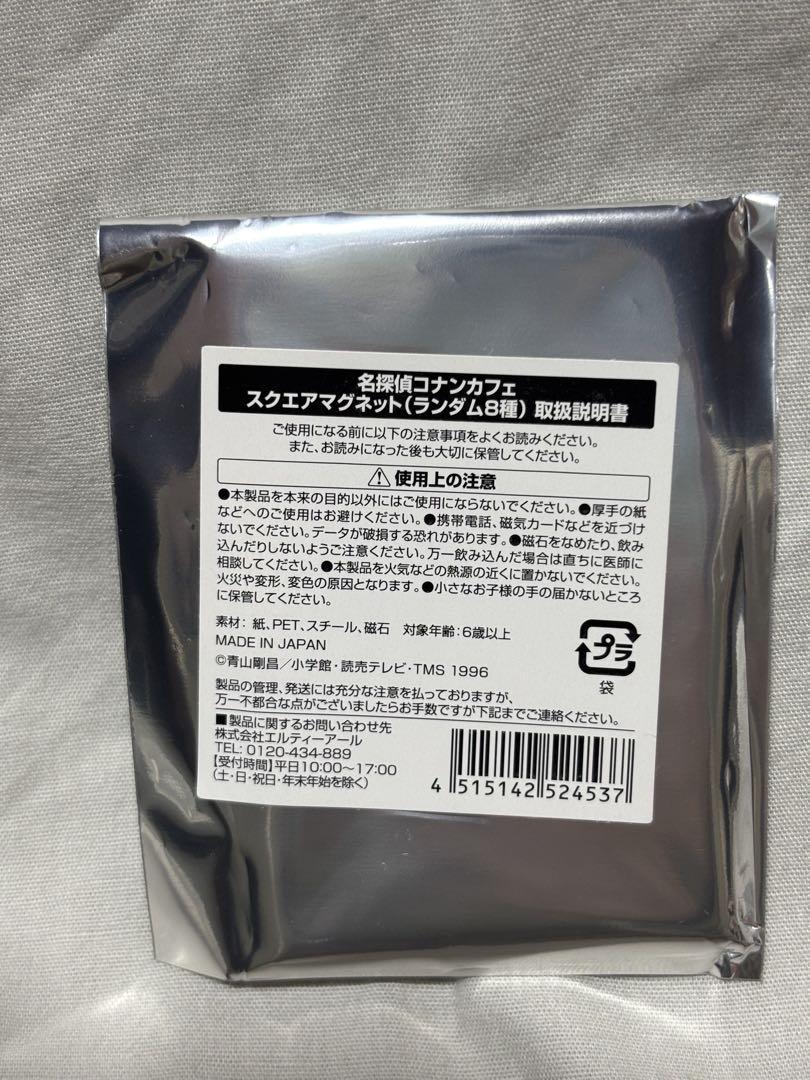 名探偵コナンカフェ
スクエアマグネット(ランダム8種) 取扱説明書
ご使用になる前に以下の注意事項をよくお読みください。
また、お読みになった後も大切に保管してください。
⚠使用上の注意
●本製品を本来の目的以外にはご使用にならないでください。●厚手の紙
などへのご使用はお避けください。●携帯電話、磁気カードなどを近づけ
ないでください。データが破損する恐れがあります。●磁石をなめたり、飲み
込んだりしないようご注意ください。万一飲み込んだ場合は直ちに医師に
相談してください。●本製品を火気などの熱源の近くに置かないでください。
火災や変形、変色の原因となります。●小さなお子様の手の届かないところ
に保管してください。
素材: 紙、PET、スチール、磁石 対象年齢:6歳以上
MADE IN JAPAN
©青山剛昌/小学館・読売テレビ・TMS 1996
プラ
袋
製品の管理、発送には充分な注意を払っておりますが、
万一不都合な点がございましたらお手数ですが下記までご連絡ください。
■製品に関するお問い合わせ先
株式会社エルティーアール
TEL: 0120-434-889
【受付時間】平日10:00〜17:00
(土・日・祝日・年末年始を除く)
4 515142 524537